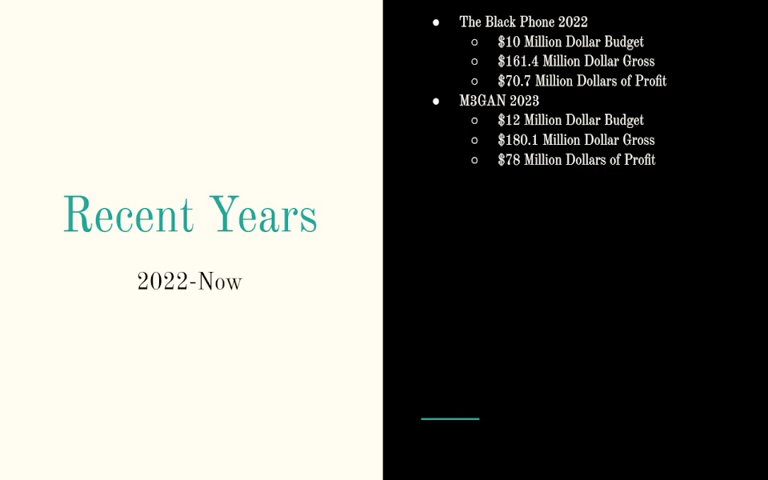 Recent Years
2022-Now
● The Black Phone 2022
○ $10 Million Dollar Budget
○ $161.4 Million Dollar Gross
○ $70.7 Million Dollars of Profit
● M3GAN 2023
○ $12 Million Dollar Budget
○ $180.1 Million Dollar Gross
○ $78 Million Dollars of Profit